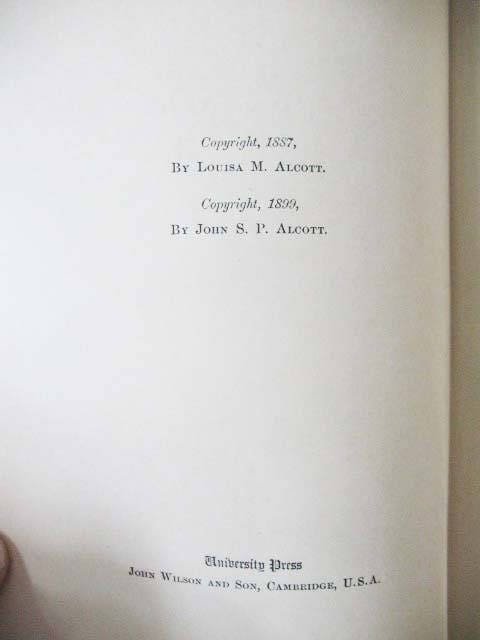 Copyright, 1887,
By Louisa M. Alcott.
Copyright, 1899,
By John S. P. Alcott.
University Press
John Wilson and Son, Cambridge, U.S.A.